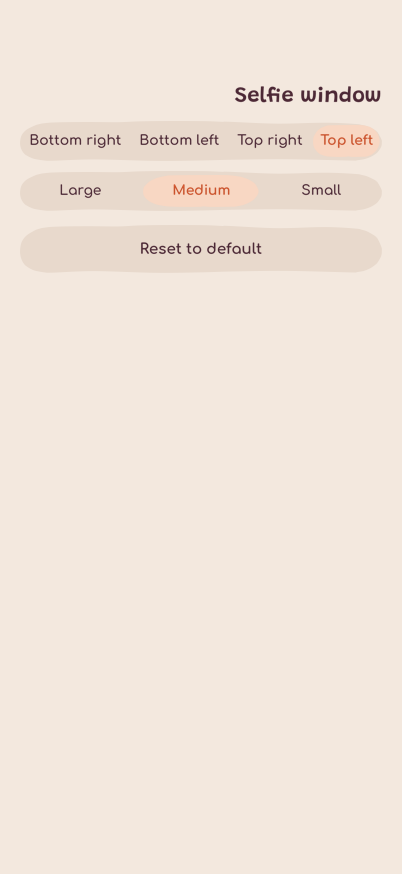 Selfie window
Bottom right Bottom left Top right Top left
Large Medium Small
Reset to default